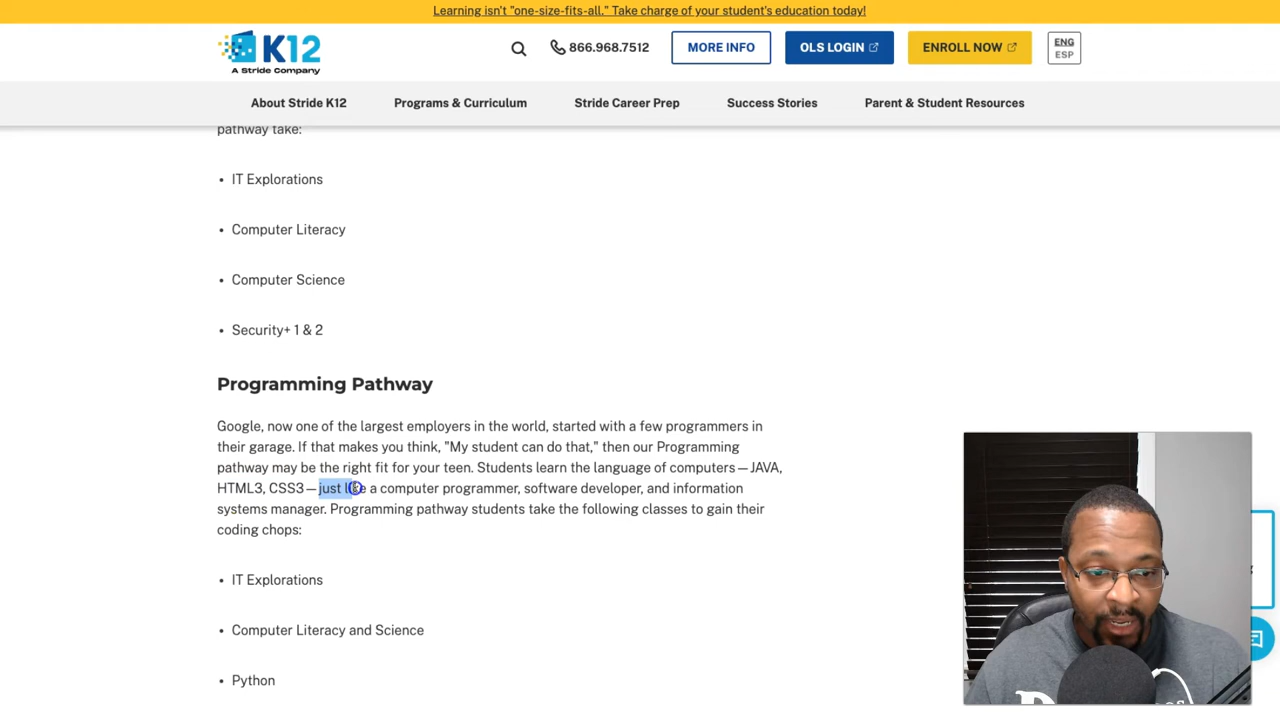 Learning isn't "one-size-fits-all." Take charge of your student's education today!
K12
A Stride Company
866.968.7512
MORE INFO
OLS LOGIN
ENROLL NOW
ENG
ESP
About Stride K12
Programs & Curriculum
Stride Career Prep
Success Stories
Parent & Student Resources
pathway take:
• IT Explorations
• Computer Literacy
• Computer Science
• Security+ 1 & 2
Programming Pathway
Google, now one of the largest employers in the world, started with a few programmers in
their garage. If that makes you think, "My student can do that," then our Programming
pathway may be the right fit for your teen. Students learn the language of computers—JAVA,
HTML3, CSS3—just like a computer programmer, software developer, and information
systems manager. Programming pathway students take the following classes to gain their
coding chops:
• IT Explorations
• Computer Literacy and Science
• Python